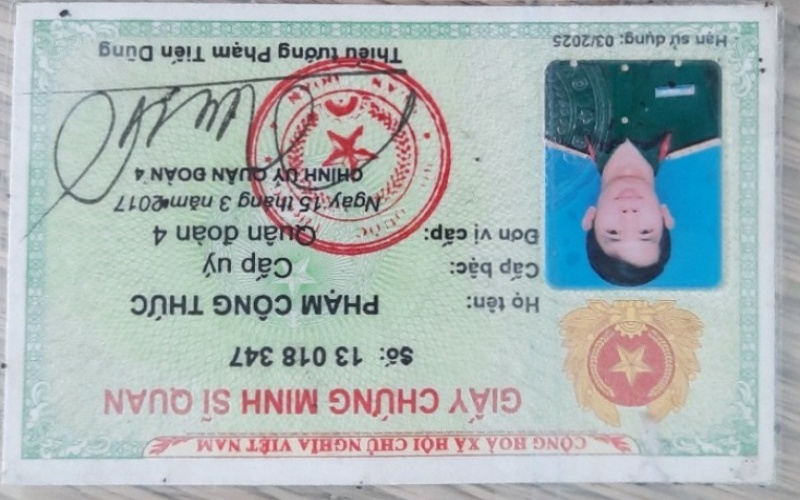 CỘNG HOÀ XÃ HỘI CHỦ NGHĨA VIỆT NAM
GIẤY CHỨNG MINH SĨ QUAN
Số: 13 018 347
Họ tên: PHẠM CÔNG THỨC
Cấp bậc: Cấp uý
Đơn vị cấp: Quân đoàn 4
Ngày 15 tháng 3 năm 2017
CHÍNH ỦY QUÂN ĐOÀN 4
Thiếu tướng Phạm Tiến Dũng
Hạn sử dụng: 03/2025